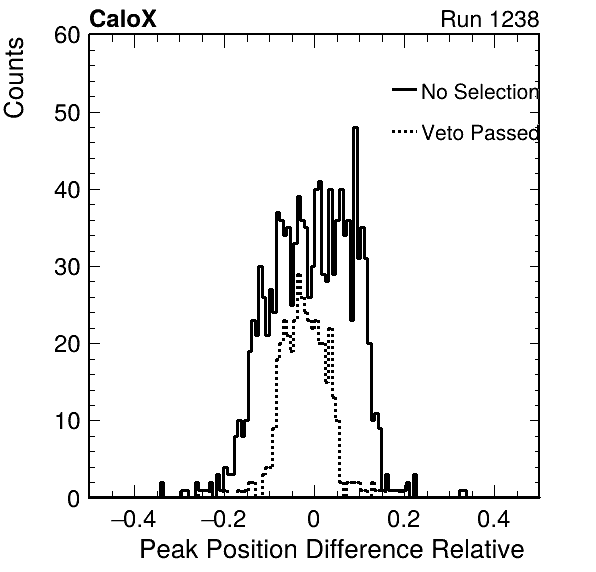 CaloX Run 1238
Counts
60
50
40
30
20
10
0
No Selection
Veto Passed
−0.4 −0.2 0 0.2 0.4
Peak Position Difference Relative